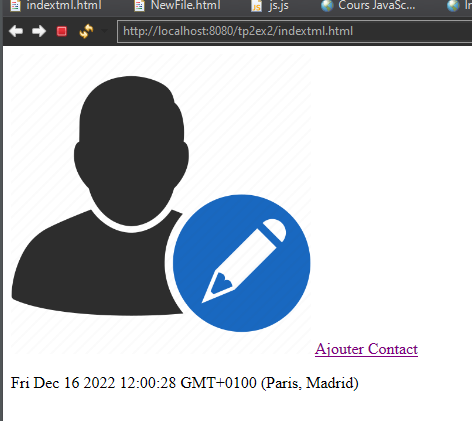 indextml.html NewFile.html js.js Cours JavaSc... In
http://localhost:8080/tp2ex2/indextml.html
Ajouter Contact
Fri Dec 16 2022 12:00:28 GMT+0100 (Paris, Madrid)